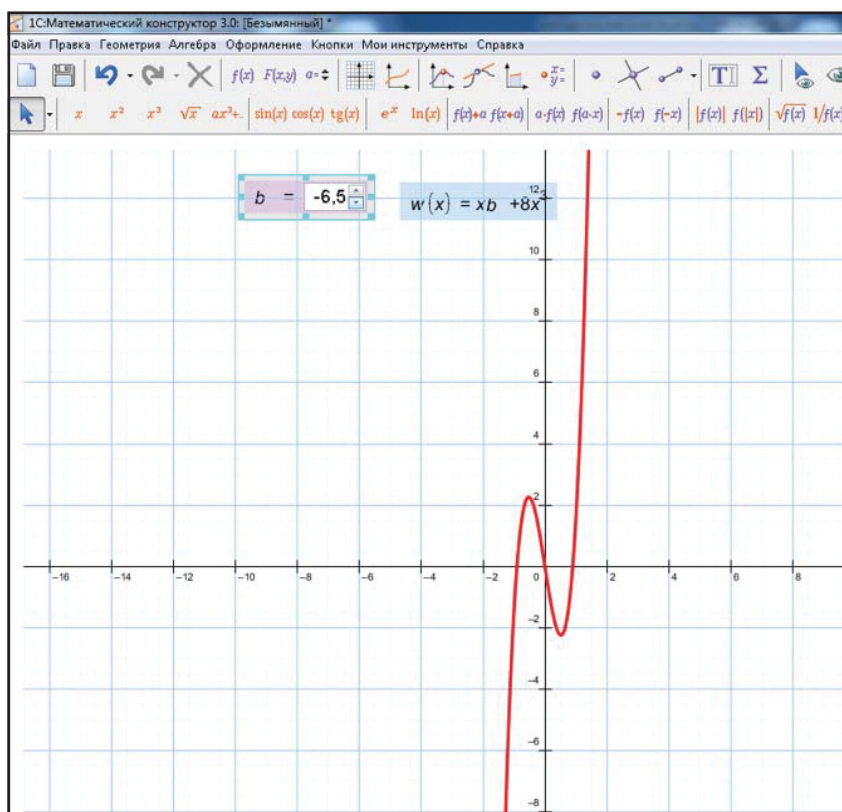 1С:Математический конструктор 3.0: [Безымянный] *
Файл Правка Геометрия Алгебра Оформление Кнопки Мои инструменты Справка
f(x) F(x,y) a= x= y= T Σ
x x² x³ √x ax³+.. sin(x) cos(x) tg(x) eˣ ln(x) f(x)+a f(x+a) a·f(x) f(a·x) -f(x) f(-x) |f(x)| f(|x|) √f(x) 1/f(x)
b = -6,5
w(x) = xb +8x³
12
10
8
6
4
2
-16 -14 -12 -10 -8 -6 -4 -2 0 2 4 6 8
-2
-4
-6
-8